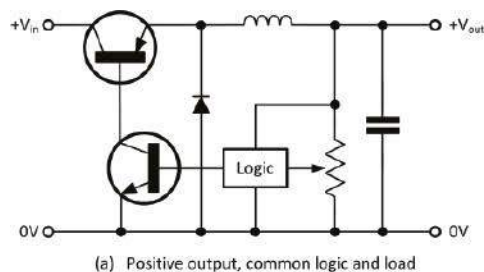 +Vin +Vout
Logic
0V 0V
(a) Positive output, common logic and load